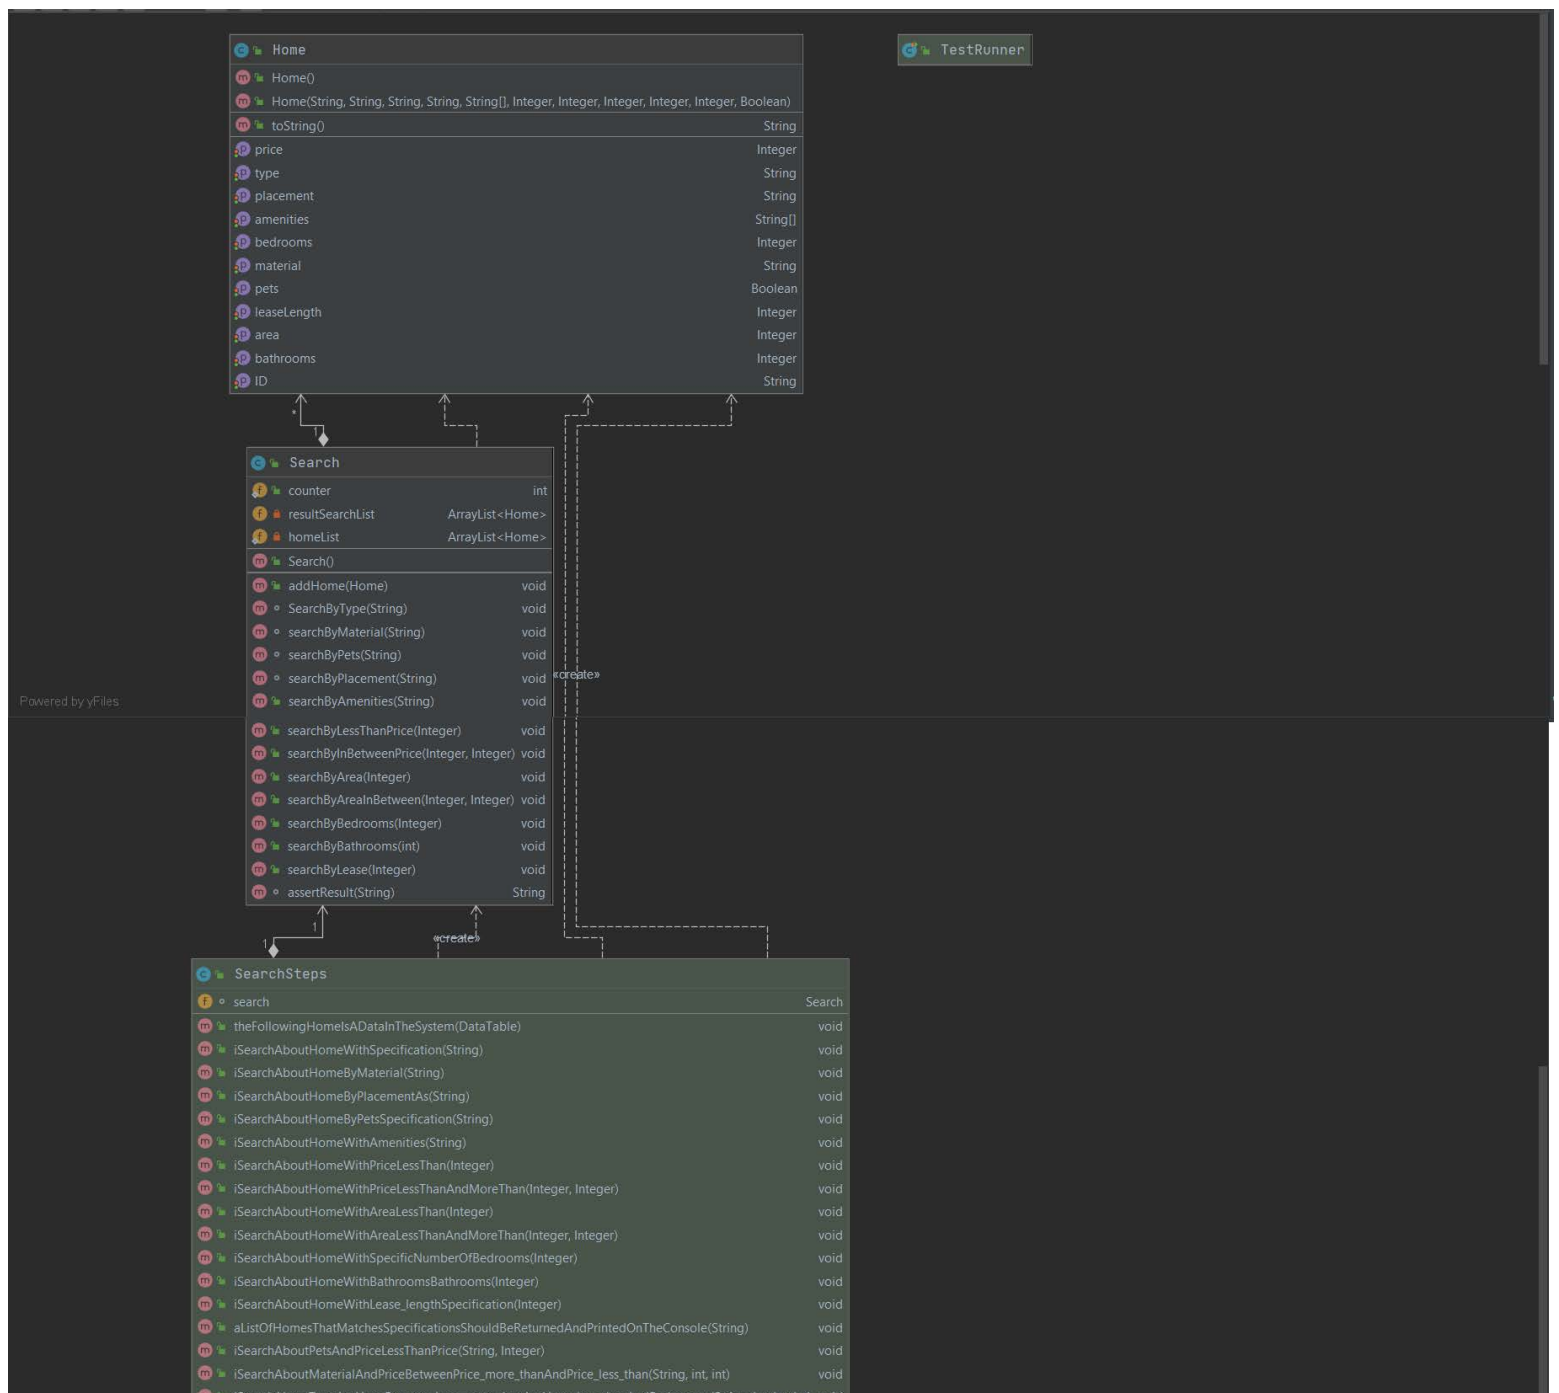 Home
TestRunner
Home()
Home(String, String, String, String, String[], Integer, Integer, Integer, Integer, Integer, Boolean)
toString() String
price Integer
type String
placement String
amenities String[]
bedrooms Integer
material String
pets Boolean
leaseLength Integer
area Integer
bathrooms Integer
ID String
*
1
Search
counter int
resultSearchList ArrayList<Home>
homeList ArrayList<Home>
Search()
addHome(Home) void
SearchByType(String) void
searchByMaterial(String) void
searchByPets(String) void
searchByPlacement(String) void
«create»
searchByAmenities(String) void
Powered by yFiles
searchByLessThanPrice(Integer) void
searchByInBetweenPrice(Integer, Integer) void
searchByArea(Integer) void
searchByAreaInBetween(Integer, Integer) void
searchByBedrooms(Integer) void
searchByBathrooms(int) void
searchByLease(Integer) void
assertResult(String) String
1
1
«create»
SearchSteps
search Search
theFollowingHomeIsADataInTheSystem(DataTable) void
iSearchAboutHomeWithSpecification(String) void
iSearchAboutHomeByMaterial(String) void
iSearchAboutHomeByPlacementAs(String) void
iSearchAboutHomeByPetsSpecification(String) void
iSearchAboutHomeWithAmenities(String) void
iSearchAboutHomeWithPriceLessThan(Integer) void
iSearchAboutHomeWithPriceLessThanAndMoreThan(Integer, Integer) void
iSearchAboutHomeWithAreaLessThan(Integer) void
iSearchAboutHomeWithAreaLessThanAndMoreThan(Integer, Integer) void
iSearchAboutHomeWithSpecificNumberOfBedrooms(Integer) void
iSearchAboutHomeWithBathroomsBathrooms(Integer) void
iSearchAboutHomeWithLease_lengthSpecification(Integer) void
aListOfHomesThatMatchesSpecificationsShouldBeReturnedAndPrintedOnTheConsole(String) void
iSearchAboutPetsAndPriceLessThanPrice(String, Integer) void
iSearchAboutMaterialAndPriceBetweenPrice_more_thanAndPrice_less_than(String, int, int) void